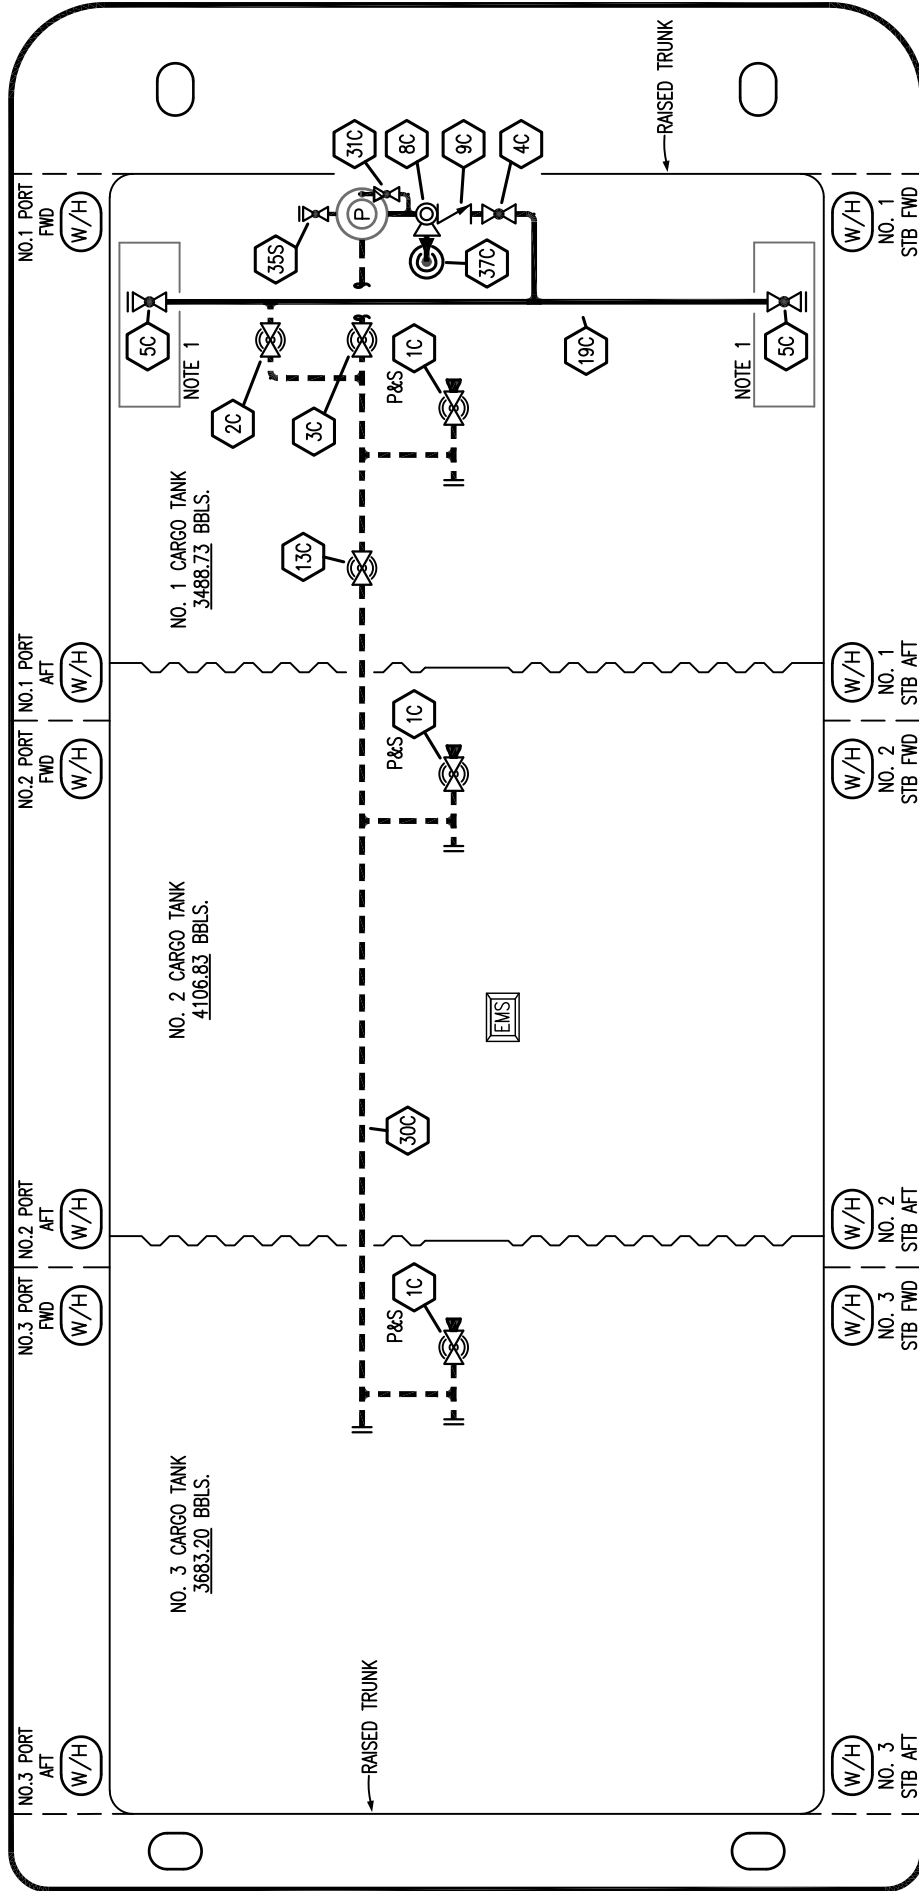 NO.1 PORT
FWD
W/H
NO.1 PORT
AFT
W/H
NO.2 PORT
FWD
W/H
NO.2 PORT
AFT
W/H
NO.3 PORT
FWD
W/H
NO.3 PORT
AFT
W/H
RAISED TRUNK
31C
8C
9C
4C
35S
P
37C
5C
NOTE 1
2C
3C
1C
P&S
19C
5C
NOTE 1
NO. 1 CARGO TANK
3488.73 BBLS.
13C
1C
P&S
NO. 2 CARGO TANK
4106.83 BBLS.
EMS
30C
1C
P&S
NO. 3 CARGO TANK
3683.20 BBLS.
RAISED TRUNK
W/H
NO. 1
STB FWD
W/H
NO. 1
STB AFT
W/H
NO. 2
STB FWD
W/H
NO. 2
STB AFT
W/H
NO. 3
STB FWD
W/H
NO. 3
STB AFT